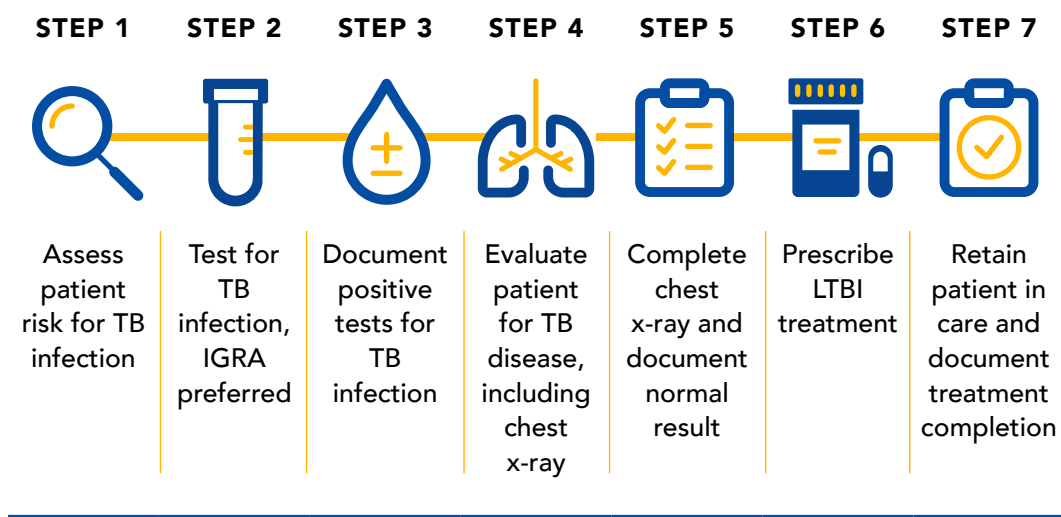 STEP 1
STEP 2
STEP 3
STEP 4
STEP 5
STEP 6
STEP 7
Assess
patient
risk for TB
infection
Test for
TB
infection,
IGRA
preferred
Document
positive
tests for
TB
infection
Evaluate
patient
for TB
disease,
including
chest
x-ray
Complete
chest
x-ray and
document
normal
result
Prescribe
LTBI
treatment
Retain
patient in
care and
document
treatment
completion